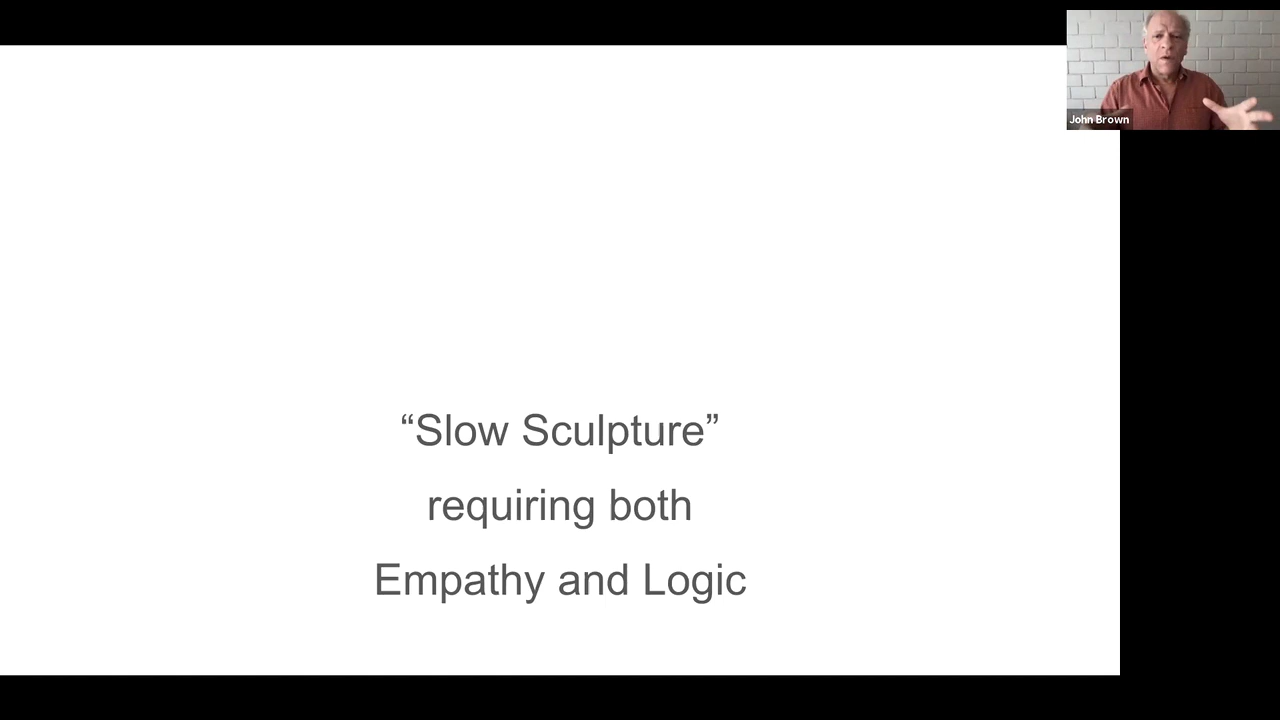 John Brown
“Slow Sculpture”
requiring both
Empathy and Logic